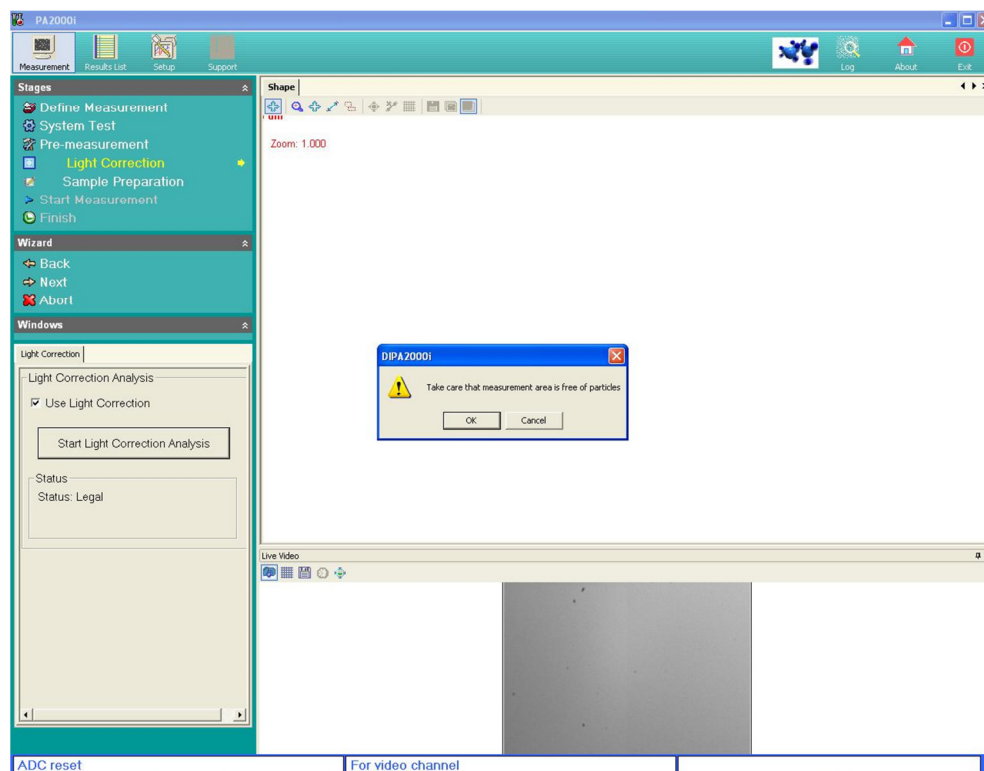 PA2000i
Measurement Results List Setup Support Log About Exit
Stages
Define Measurement
System Test
Pre-measurement
Light Correction
Sample Preparation
Start Measurement
Finish
Wizard
Back
Next
Abort
Windows
Light Correction
Light Correction Analysis
Use Light Correction
Start Light Correction Analysis
Status
Status: Legal
Shape
um
Zoom: 1.000
DIPA2000i
Take care that measurement area is free of particles
OK Cancel
Live Video
ADC reset For video channel